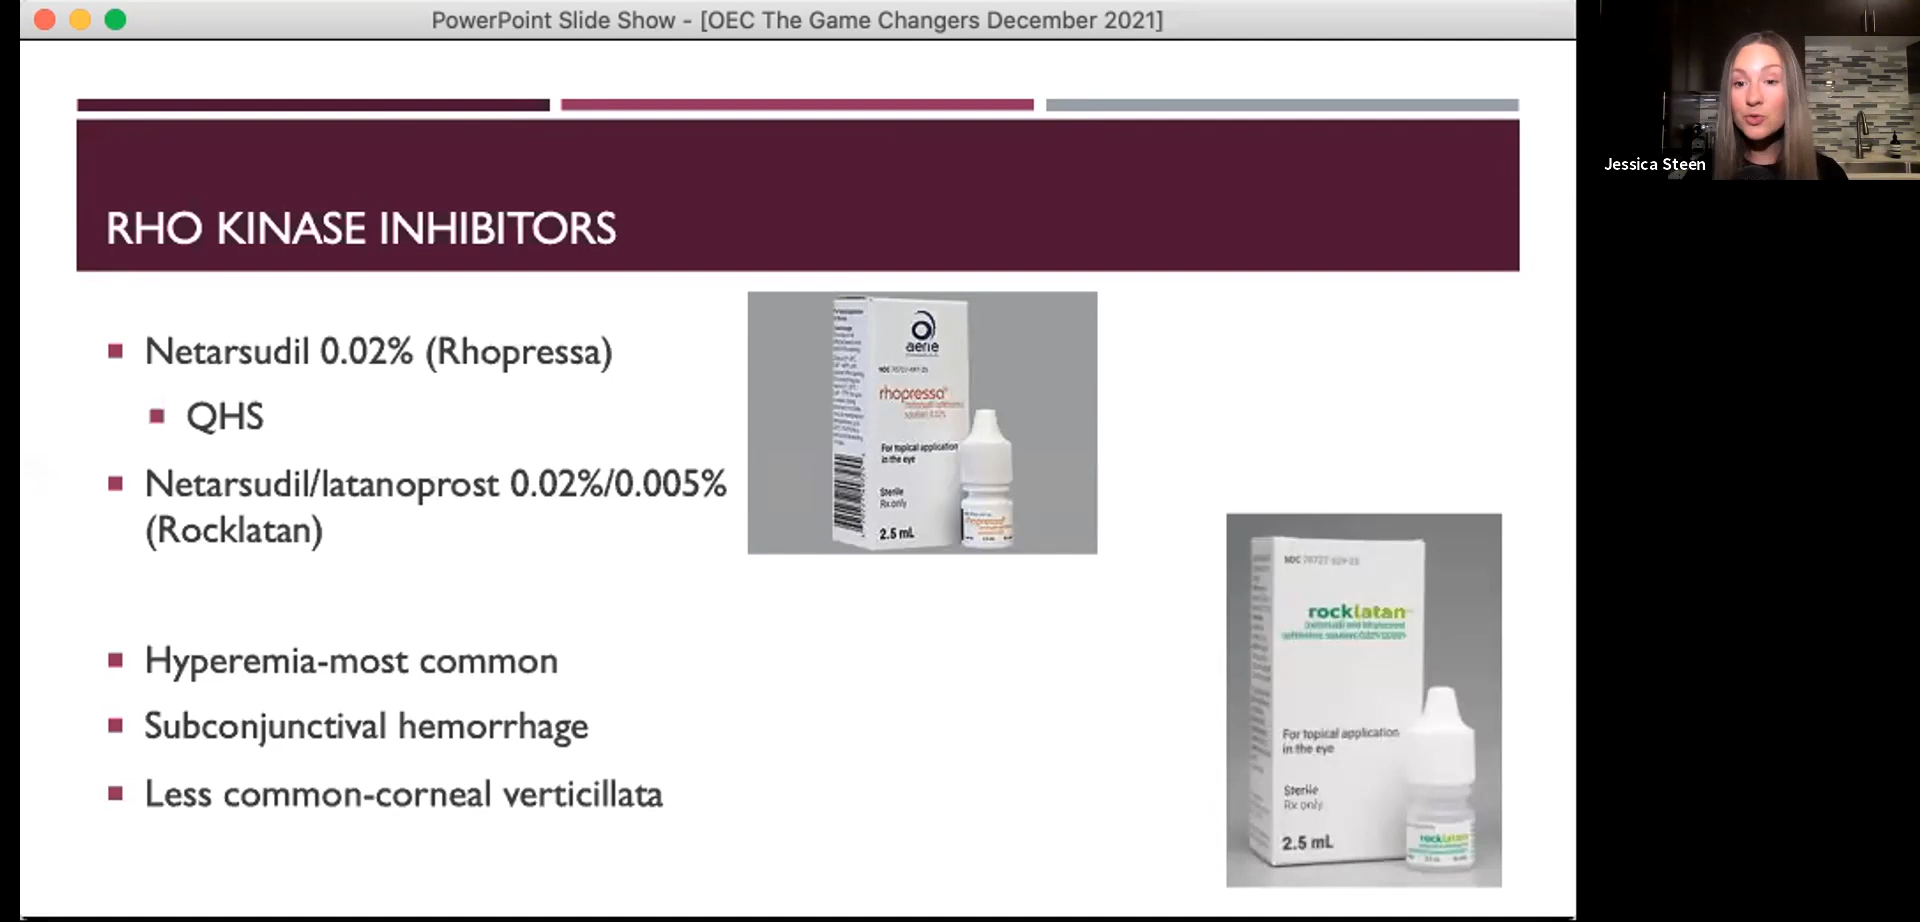 PowerPoint Slide Show - [OEC The Game Changers December 2021]
Jessica Steen
RHO KINASE INHIBITORS
Netarsudil 0.02% (Rhopressa)
QHS
Netarsudil/latanoprost 0.02%/0.005%
(Rocklatan)
Hyperemia-most common
Subconjunctival hemorrhage
Less common-corneal verticillata
aerie
rhopressa
For topical application
in the eye
Sterile
Rx only
2.5 mL
rhopressa
rocklatan
For topical application
in the eye
Sterile
Rx only
2.5 mL
rocklatan